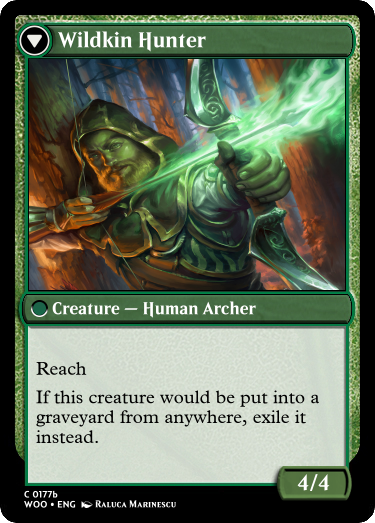 Wildkin Hunter
Creature — Human Archer
Reach
If this creature would be put into a
graveyard from anywhere, exile it
instead.
4/4
C 0177b
WOO • ENG Raluca Marinescu